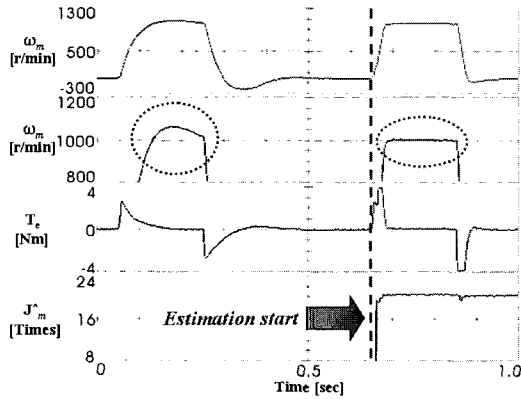 1300
ωm
[r/min]
500
-300
1200
ωm
[r/min]
1000
800
4
Te
[Nm]
0
-4
24
J^m
[Times]
16
8
Estimation start
0
0.5
1.0
Time [sec]